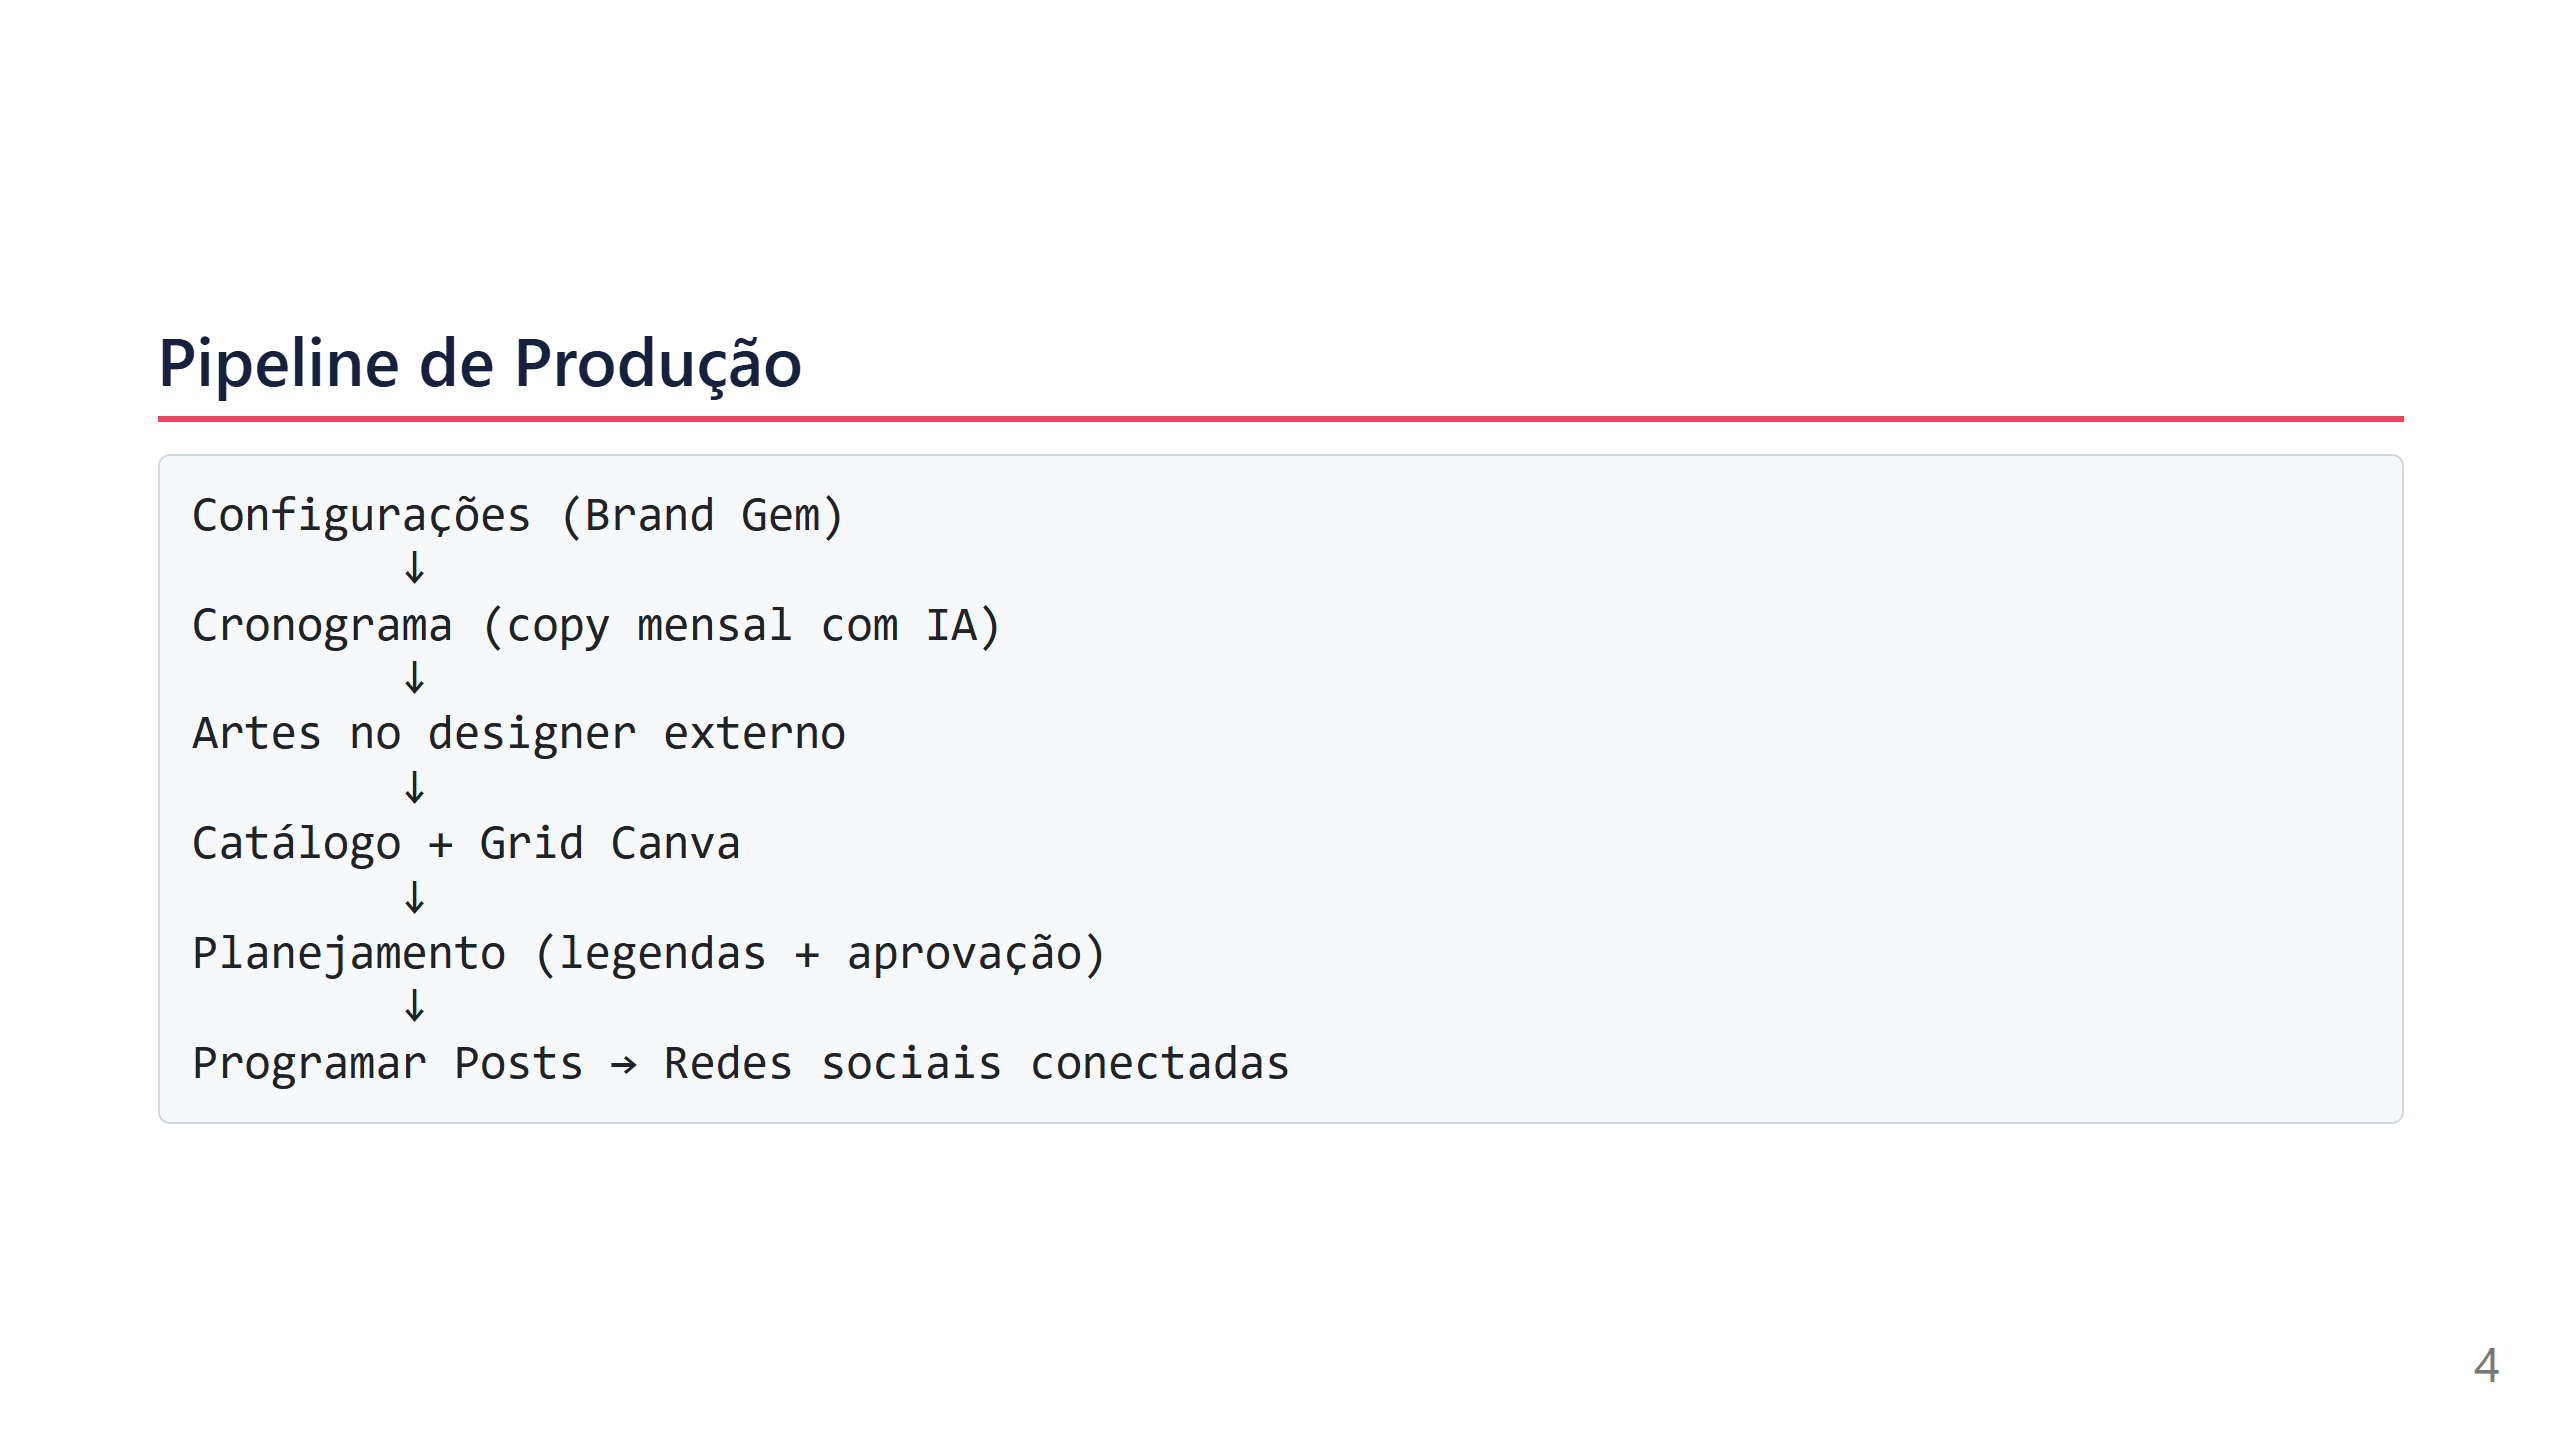 Pipeline de Produção
Configurações (Brand Gem)
↓
Cronograma (copy mensal com IA)
↓
Artes no designer externo
↓
Catálogo + Grid Canva
↓
Planejamento (legendas + aprovação)
↓
Programar Posts → Redes sociais conectadas
4